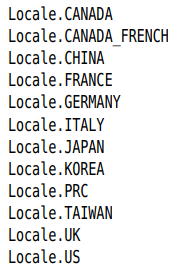 Locale.CANADA
Locale.CANADA_FRENCH
Locale.CHINA
Locale.FRANCE
Locale.GERMANY
Locale.ITALY
Locale.JAPAN
Locale.KOREA
Locale.PRC
Locale.TAIWAN
Locale.UK
Locale.US